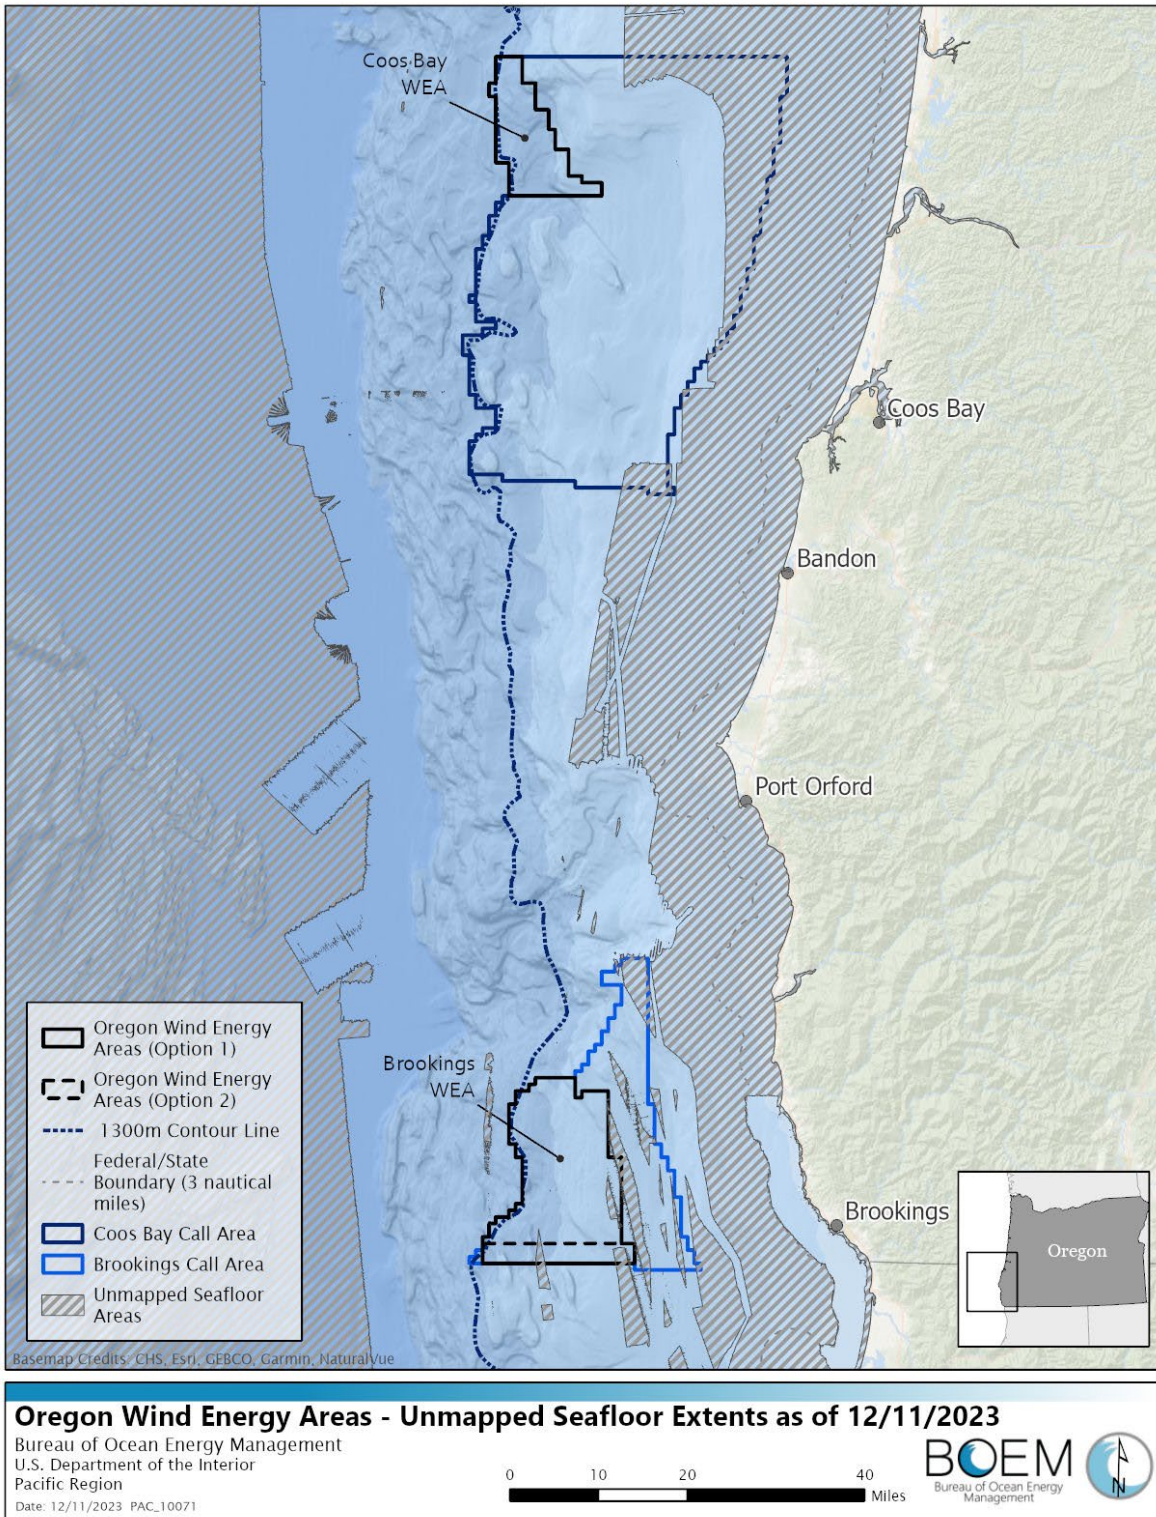 Coos Bay
WEA
Coos Bay
Bandon
Port Orford
Brookings
WEA
Brookings
Oregon Wind Energy
Areas (Option 1)
Oregon Wind Energy
Areas (Option 2)
1300m Contour Line
Federal/State
Boundary (3 nautical
miles)
Coos Bay Call Area
Brookings Call Area
Unmapped Seafloor
Areas
Oregon
Basemap Credits: CHS, Esri, GEBCO, Garmin, NaturalVue
Oregon Wind Energy Areas - Unmapped Seafloor Extents as of 12/11/2023
Bureau of Ocean Energy Management
U.S. Department of the Interior
Pacific Region
Date: 12/11/2023 PAC_10071
0 10 20 40
Miles
BOEM
Bureau of Ocean Energy
Management
N